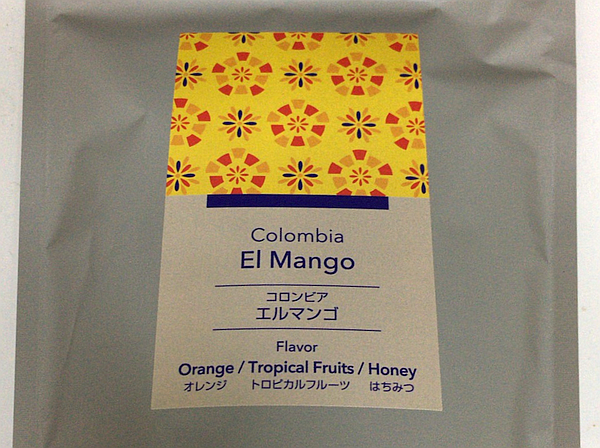 Colombia
El Mango
コロンビア
エルマンゴ
Flavor
Orange / Tropical Fruits / Honey
オレンジ トロピカルフルーツ はちみつ